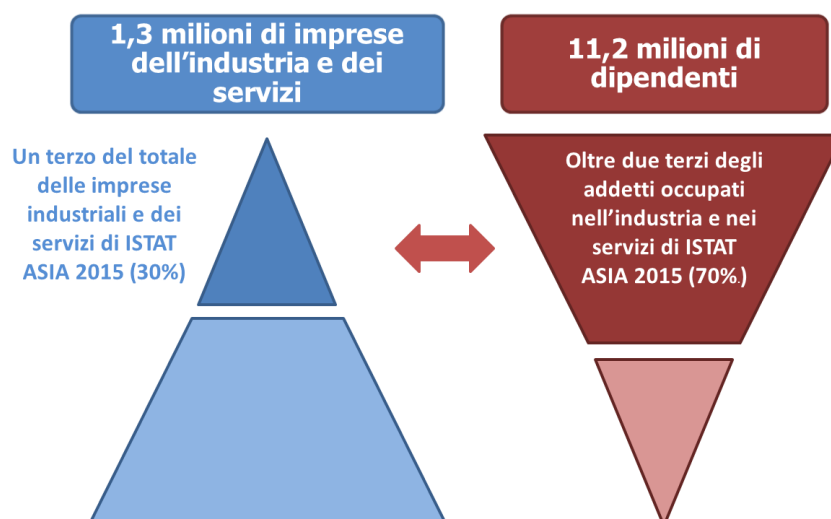 1,3 milioni di imprese
dell'industria e dei
servizi
11,2 milioni di
dipendenti
Un terzo del totale
delle imprese
industriali e dei
servizi di ISTAT
ASIA 2015 (30%)
Oltre due terzi degli
addetti occupati
nell'industria e nei
servizi di ISTAT
ASIA 2015 (70%.)